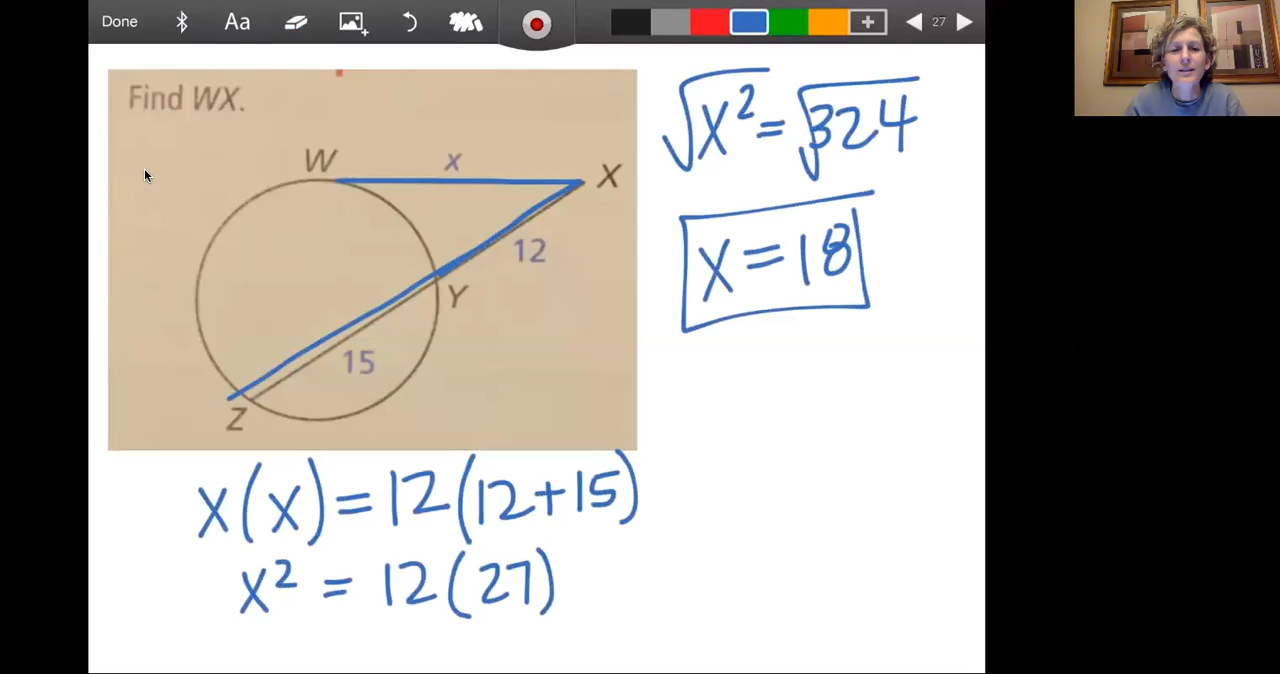 Done Aa 27
Find WX.
W x X
12
Y
15
Z
x(x) = 12(12+15)
x² = 12(27)
√x² = √324
x = 18